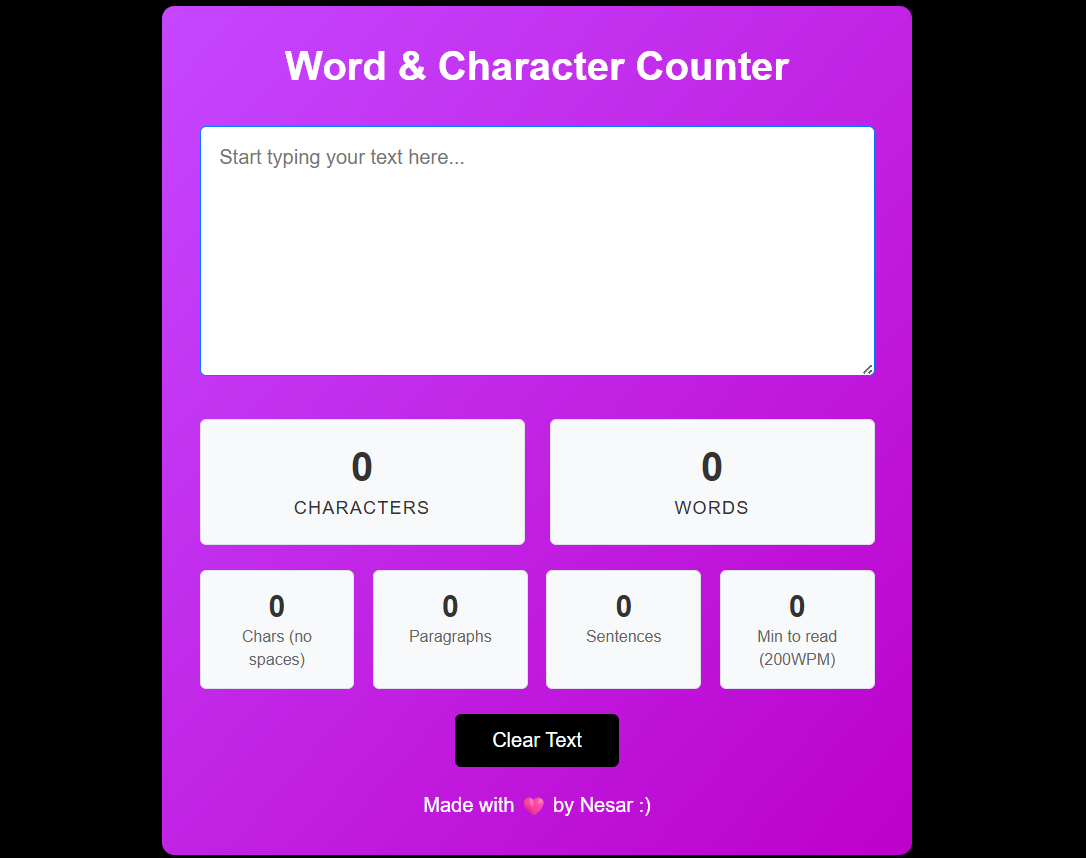 Word & Character Counter
Start typing your text here...
0
CHARACTERS
0
WORDS
0
Chars (no
spaces)
0
Paragraphs
0
Sentences
0
Min to read
(200WPM)
Clear Text
Made with 💗 by Nesar :)